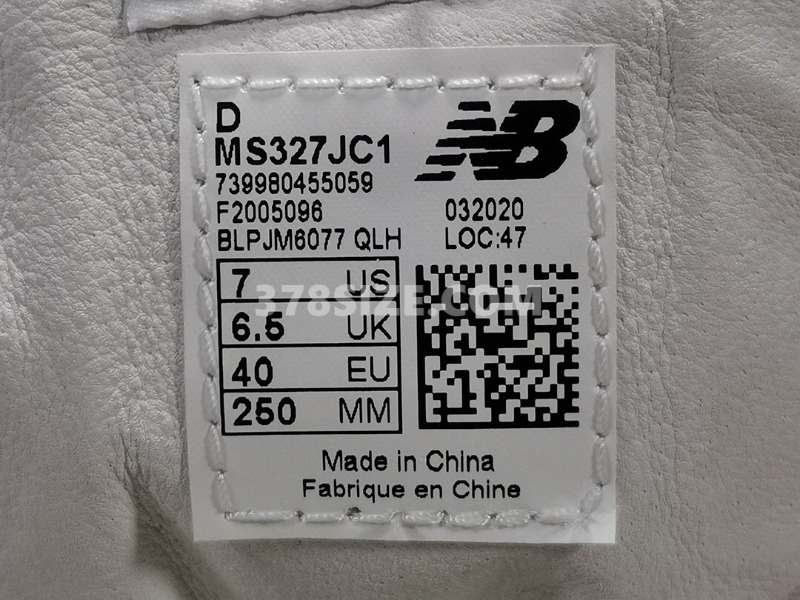 D
MS327JC1
NB
739980455059
F2005096 032020
BLPJM6077 QLH LOC:47
7 US
378SIZE.COM
6.5 UK
40 EU
250 MM
Made in China
Fabrique en Chine